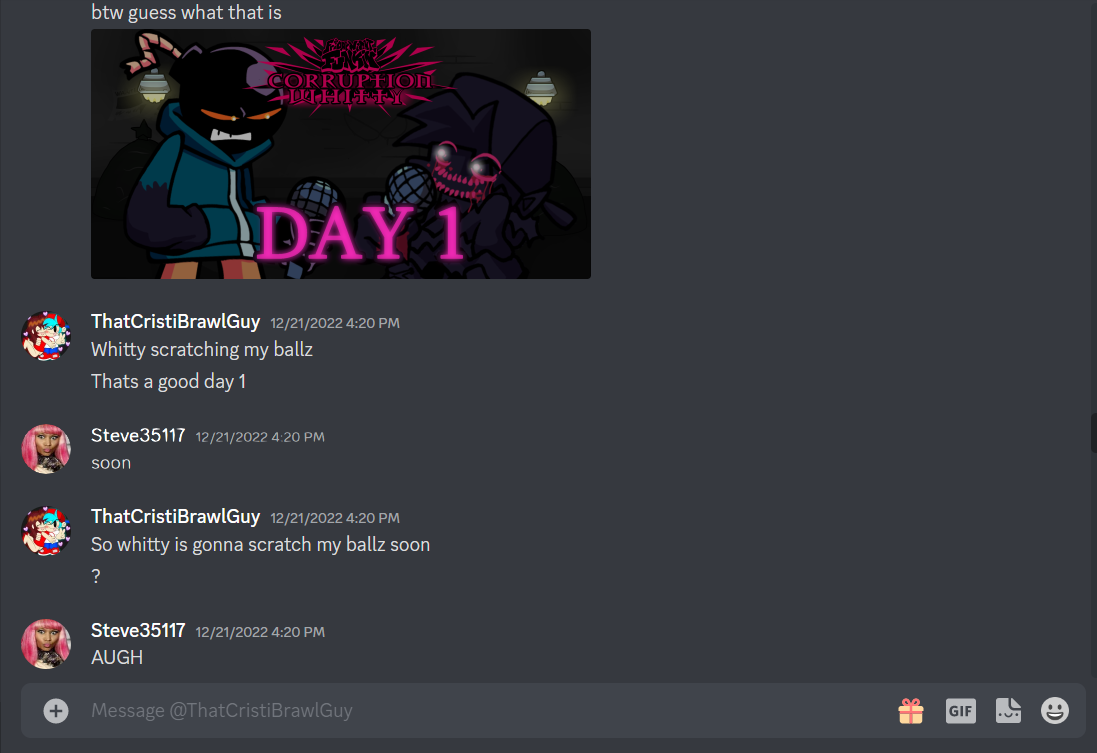 btw guess what that is
CORRUPTION
DAY 1
ThatCristiBrawlGuy 12/21/2022 4:20 PM
Whitty scratching my ballz
Thats a good day 1
Steve35117 12/21/2022 4:20 PM
soon
ThatCristiBrawlGuy 12/21/2022 4:20 PM
So whitty is gonna scratch my ballz soon
?
Steve35117 12/21/2022 4:20 PM
AUGH
Message @ThatCristiBrawlGuy
GIF